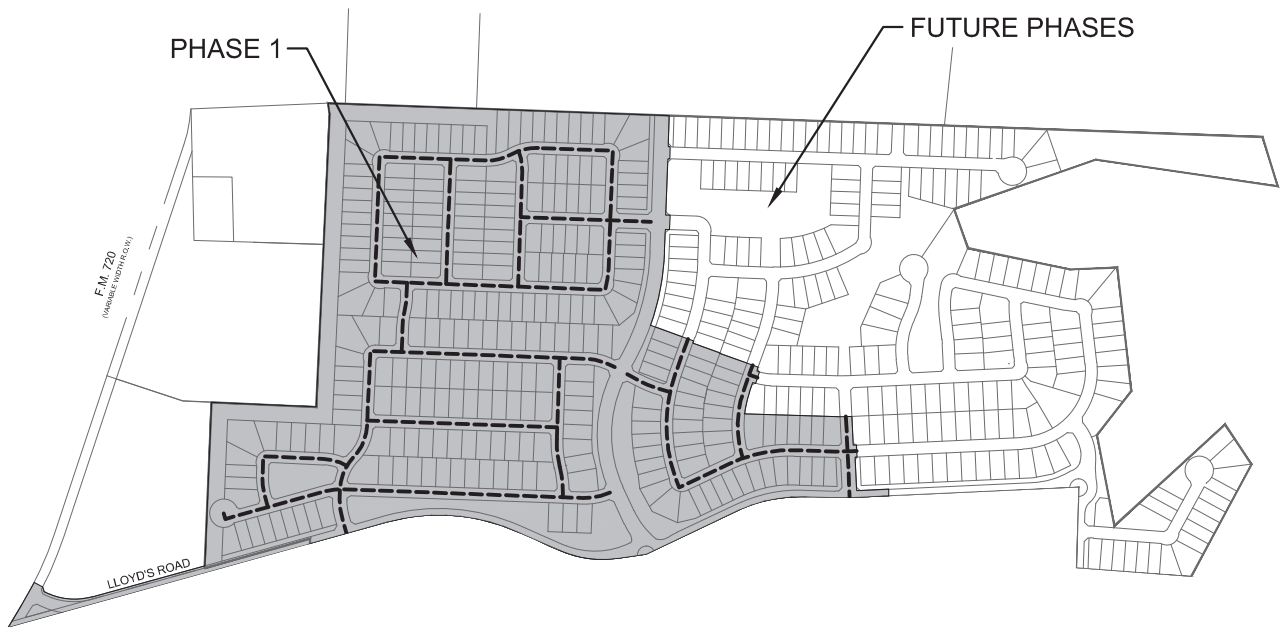 PHASE 1
FUTURE PHASES
F.M. 720
(VARIABLE WIDTH R.O.W.)
LLOYD'S ROAD